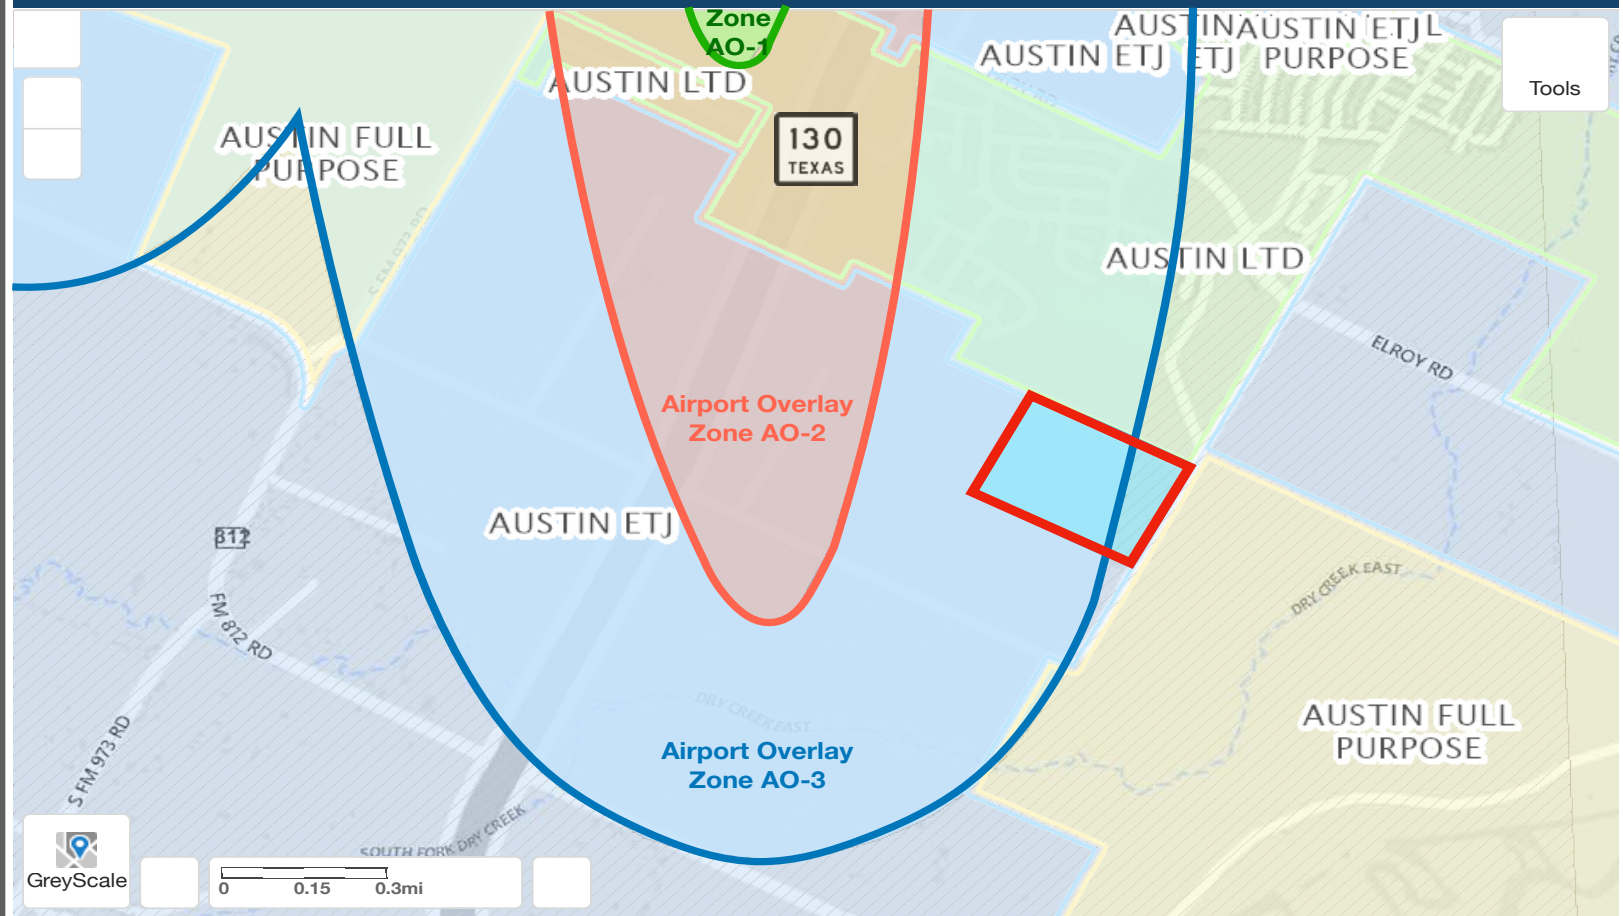 Zone
AO-1
AUSTIN LTD
AUSTIN
AUSTIN ETJ
AUSTIN ETJ
ETJ
PURPOSE
Tools
130
TEXAS
AUSTIN FULL
PURPOSE
S FM 973 RD
AUSTIN LTD
ELROY RD
Airport Overlay
Zone AO-2
AUSTIN ETJ
812
FM 812 RD
DRY CREEK EAST
DRY CREEK EAST
AUSTIN FULL
PURPOSE
Airport Overlay
Zone AO-3
S FM 973 RD
SOUTH FORK DRY CREEK
GreyScale
0 0.15 0.3mi